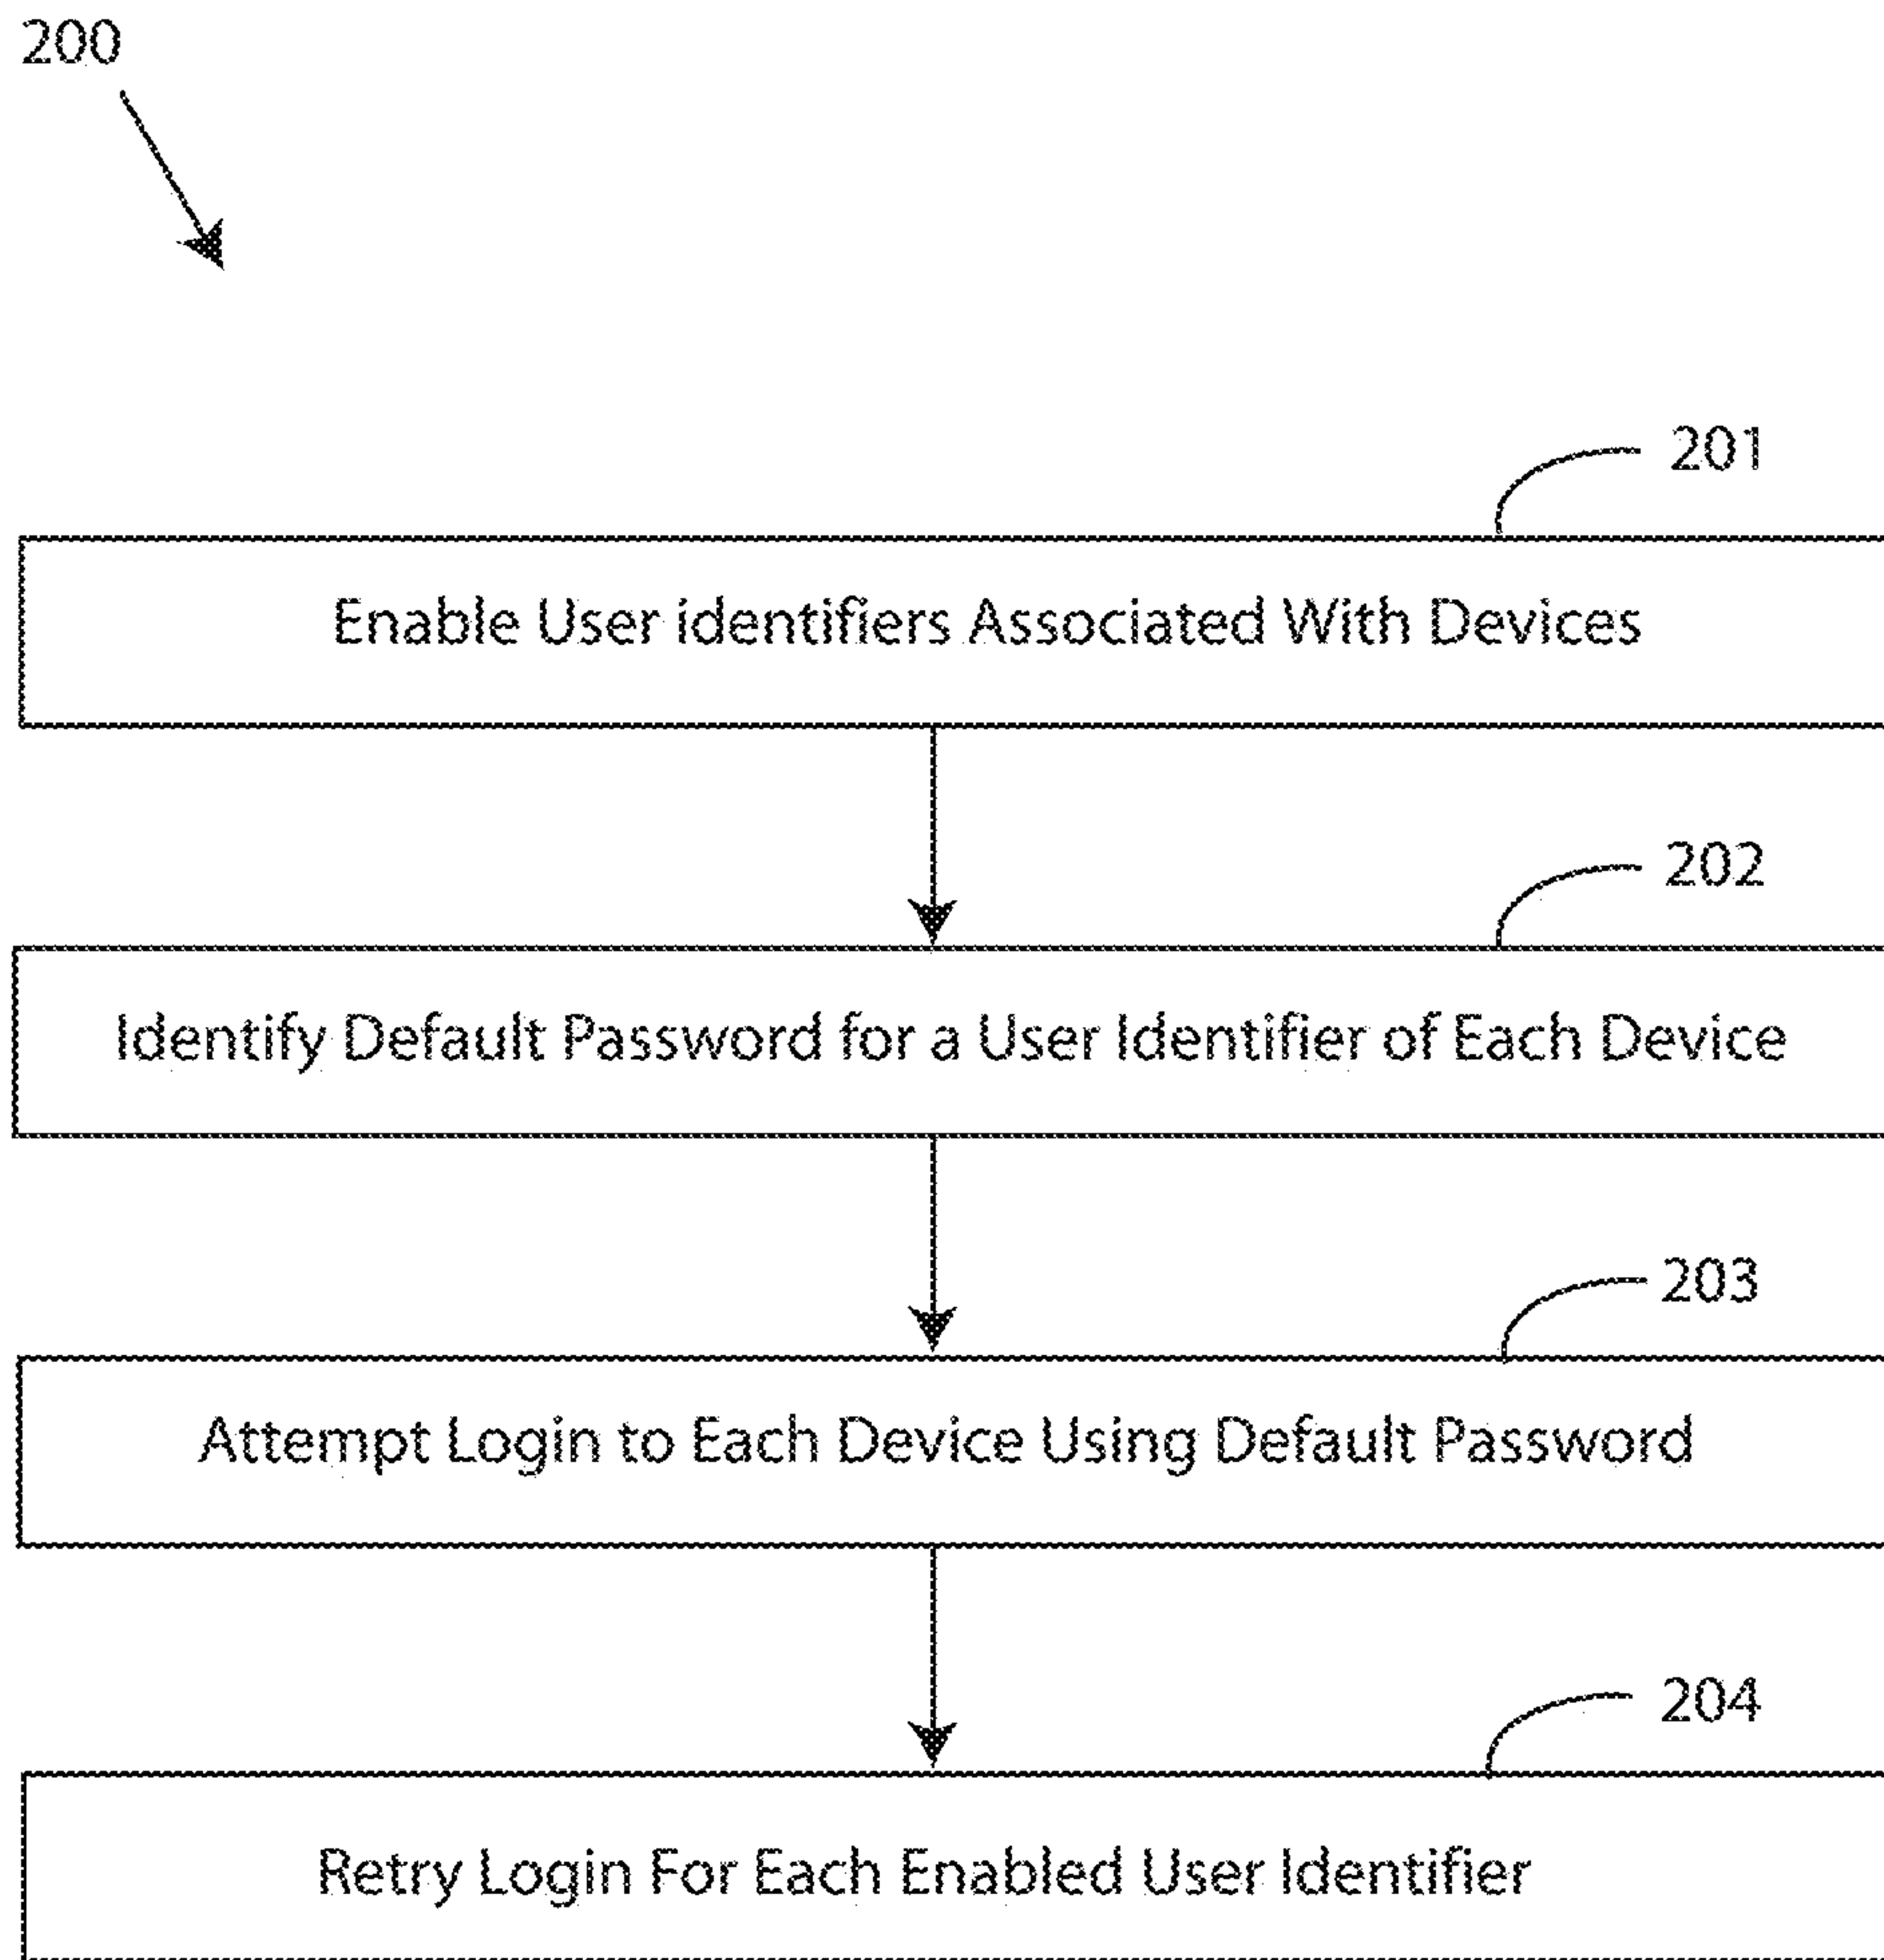 200
201
Enable User identifiers Associated With Devices
202
Identify Default Password for a User Identifier of Each Device
203
Attempt Login to Each Device Using Default Password
204
Retry Login For Each Enabled User Identifier